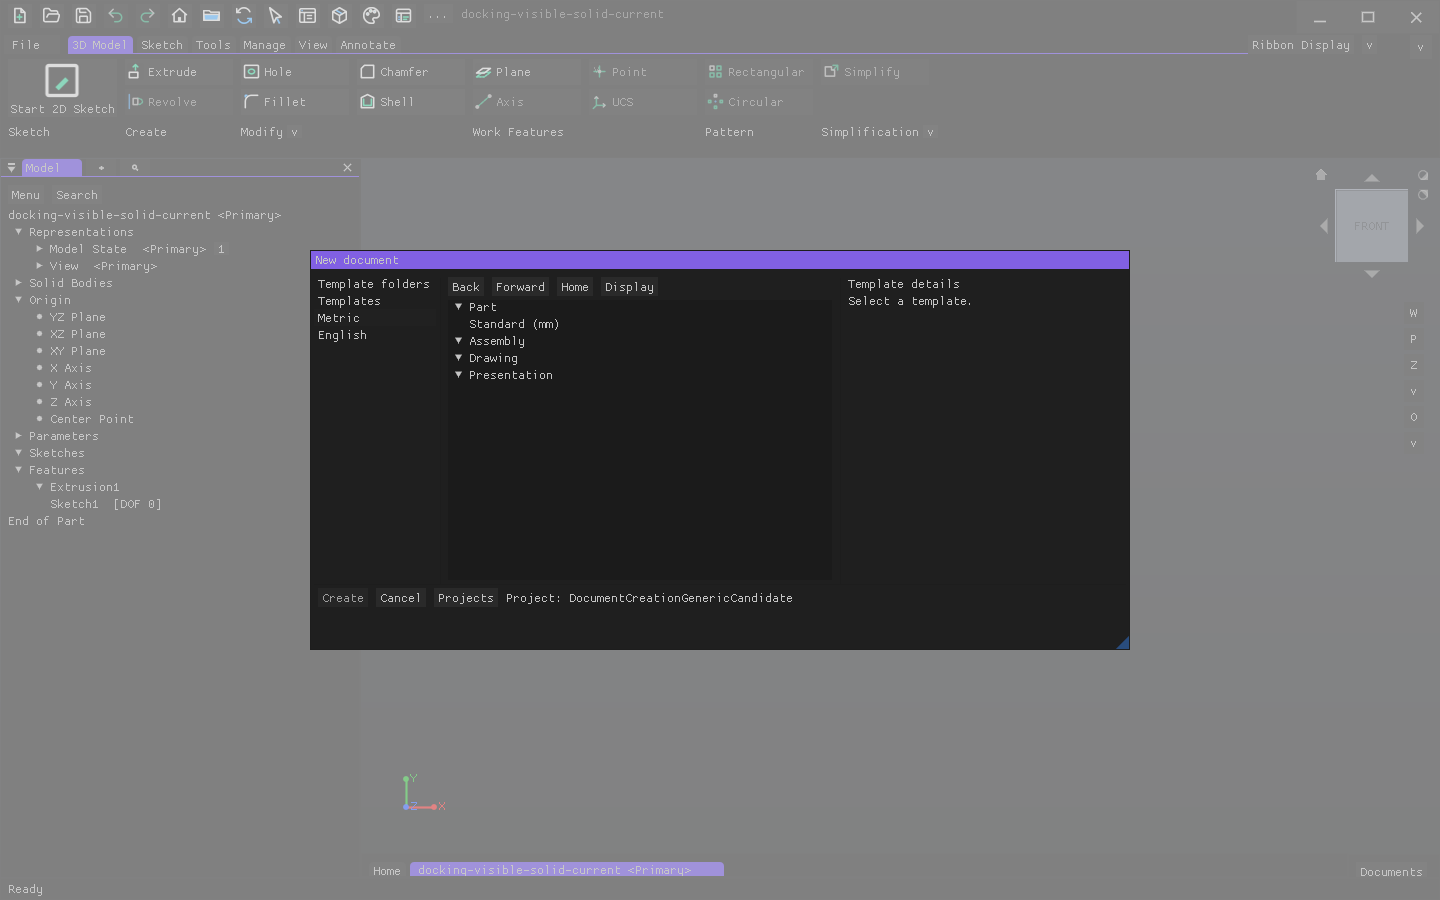 ... docking-visible-solid-current
File 3D Model Sketch Tools Manage View Annotate Ribbon Display v v
Extrude Hole Chamfer Plane Point Rectangular Simplify
Start 2D Sketch Revolve Fillet Shell Axis UCS Circular
Sketch Create Modify v Work Features Pattern Simplification v
Model
Menu Search
docking-visible-solid-current <Primary>
Representations
Model State <Primary> 1
View <Primary>
Solid Bodies
Origin
YZ Plane
XZ Plane
XY Plane
X Axis
Y Axis
Z Axis
Center Point
Parameters
Sketches
Features
Extrusion1
Sketch1 [DOF 0]
End of Part
New document
Template folders
Templates
Metric
English
Back Forward Home Display
Part
Standard (mm)
Assembly
Drawing
Presentation
Template details
Select a template.
Create Cancel Projects Project: DocumentCreationGenericCandidate
FRONT
W
P
Z
v
O
v
Y
Z X
Home docking-visible-solid-current <Primary> Documents
Ready